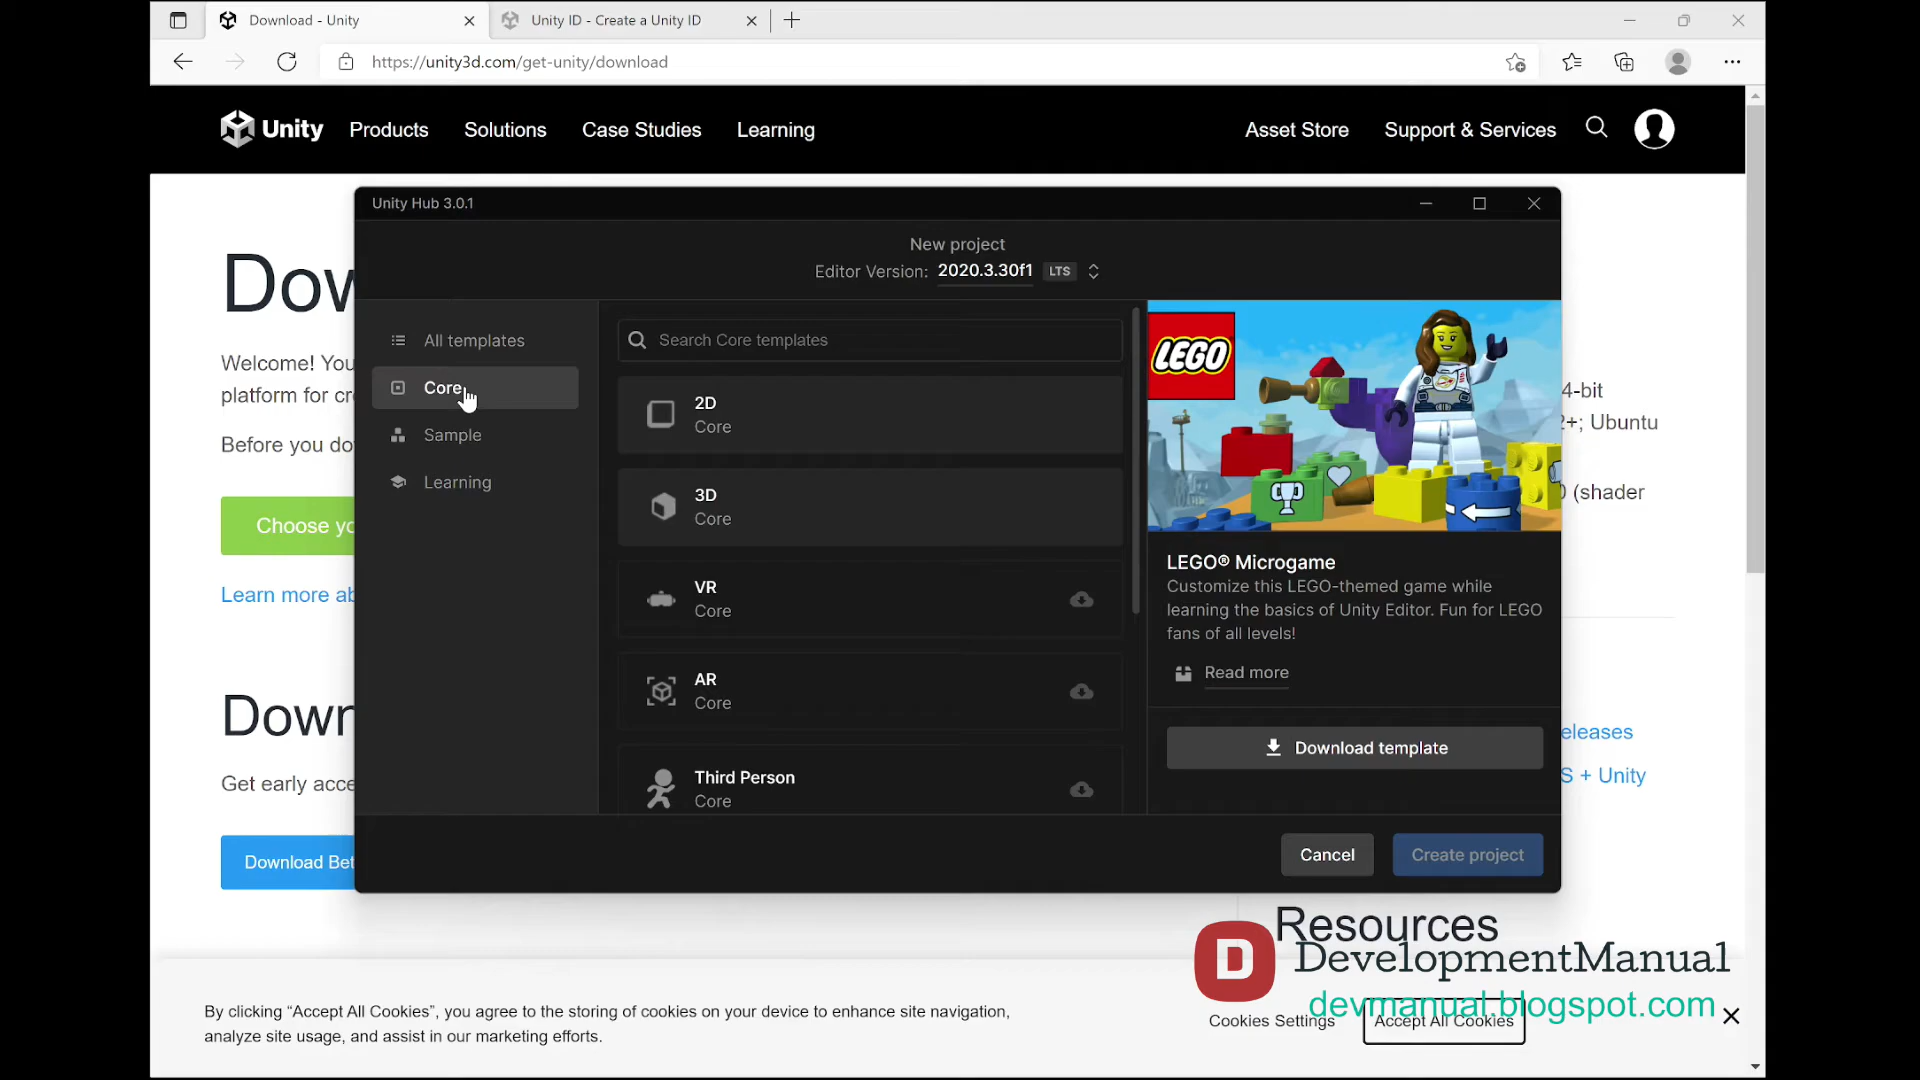 Download - Unity
Unity ID - Create a Unity ID
https://unity3d.com/get-unity/download
Unity
Products
Solutions
Case Studies
Learning
Asset Store
Support & Services
Unity Hub 3.0.1
New project
Editor Version: 2020.3.30f1 LTS
All templates
Core
Sample
Learning
Search Core templates
2D
Core
3D
Core
VR
Core
AR
Core
Third Person
Core
LEGO
LEGO® Microgame
Customize this LEGO-themed game while
learning the basics of Unity Editor. Fun for LEGO
fans of all levels!
Read more
Download template
Cancel
Create project
Dow
Welcome! You
platform for cr
Before you do
Choose yo
Learn more ab
Down
Get early acce
Download Bet
4-bit
2+; Ubuntu
0 (shader
eleases
S + Unity
Resources
D
DevelopmentManual
devmanual.blogspot.com
By clicking “Accept All Cookies”, you agree to the storing of cookies on your device to enhance site navigation,
analyze site usage, and assist in our marketing efforts.
Cookies Settings
Accept All Cookies